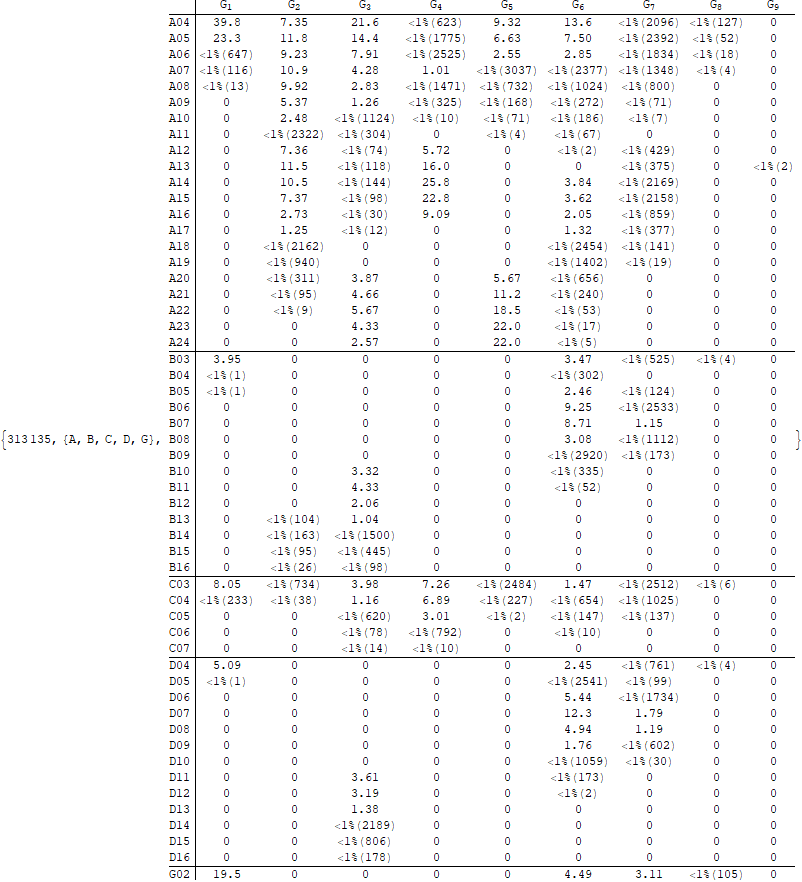 G1 G2 G3 G4 G5 G6 G7 G8 G9
A04 39.8 7.35 21.6 <1%(623) 9.32 13.6 <1%(2096) <1%(127) 0
A05 23.3 11.8 14.4 <1%(1775) 6.63 7.50 <1%(2392) <1%(52) 0
A06 <1%(647) 9.23 7.91 <1%(2525) 2.55 2.85 <1%(1834) <1%(18) 0
A07 <1%(116) 10.9 4.28 1.01 <1%(3037) <1%(2377) <1%(1348) <1%(4) 0
A08 <1%(13) 9.92 2.83 <1%(1471) <1%(732) <1%(1024) <1%(800) 0 0
A09 0 5.37 1.26 <1%(325) <1%(168) <1%(272) <1%(71) 0 0
A10 0 2.48 <1%(1124) <1%(10) <1%(71) <1%(186) <1%(7) 0 0
A11 0 <1%(2322) <1%(304) 0 <1%(4) <1%(67) 0 0 0
A12 0 7.36 <1%(74) 5.72 0 <1%(2) <1%(429) 0 0
A13 0 11.5 <1%(118) 16.0 0 0 <1%(375) 0 <1%(2)
A14 0 10.5 <1%(144) 25.8 0 3.84 <1%(2169) 0 0
A15 0 7.37 <1%(98) 22.8 0 3.62 <1%(2158) 0 0
A16 0 2.73 <1%(30) 9.09 0 2.05 <1%(859) 0 0
A17 0 1.25 <1%(12) 0 0 1.32 <1%(377) 0 0
A18 0 <1%(2162) 0 0 0 <1%(2454) <1%(141) 0 0
A19 0 <1%(940) 0 0 0 <1%(1402) <1%(19) 0 0
A20 0 <1%(311) 3.87 0 5.67 <1%(656) 0 0 0
A21 0 <1%(95) 4.66 0 11.2 <1%(240) 0 0 0
A22 0 <1%(9) 5.67 0 18.5 <1%(53) 0 0 0
A23 0 0 4.33 0 22.0 <1%(17) 0 0 0
A24 0 0 2.57 0 22.0 <1%(5) 0 0 0
B03 3.95 0 0 0 0 3.47 <1%(525) <1%(4) 0
B04 <1%(1) 0 0 0 0 <1%(302) 0 0 0
B05 <1%(1) 0 0 0 0 2.46 <1%(124) 0 0
B06 0 0 0 0 0 9.25 <1%(2533) 0 0
B07 0 0 0 0 0 8.71 1.15 0 0
{313135, {A, B, C, D, G}, B08 0 0 0 0 0 3.08 <1%(1112) 0 0 }
B09 0 0 0 0 0 <1%(2920) <1%(173) 0 0
B10 0 0 3.32 0 0 <1%(335) 0 0 0
B11 0 0 4.33 0 0 <1%(52) 0 0 0
B12 0 0 2.06 0 0 0 0 0 0
B13 0 <1%(104) 1.04 0 0 0 0 0 0
B14 0 <1%(163) <1%(1500) 0 0 0 0 0 0
B15 0 <1%(95) <1%(445) 0 0 0 0 0 0
B16 0 <1%(26) <1%(98) 0 0 0 0 0 0
C03 8.05 <1%(734) 3.98 7.26 <1%(2484) 1.47 <1%(2512) <1%(6) 0
C04 <1%(233) <1%(38) 1.16 6.89 <1%(227) <1%(654) <1%(1025) 0 0
C05 0 0 <1%(620) 3.01 <1%(2) <1%(147) <1%(137) 0 0
C06 0 0 <1%(78) <1%(792) 0 <1%(10) 0 0 0
C07 0 0 <1%(14) <1%(10) 0 0 0 0 0
D04 5.09 0 0 0 0 2.45 <1%(761) <1%(4) 0
D05 <1%(1) 0 0 0 0 <1%(2541) <1%(99) 0 0
D06 0 0 0 0 0 5.44 <1%(1734) 0 0
D07 0 0 0 0 0 12.3 1.79 0 0
D08 0 0 0 0 0 4.94 1.19 0 0
D09 0 0 0 0 0 1.76 <1%(602) 0 0
D10 0 0 0 0 0 <1%(1059) <1%(30) 0 0
D11 0 0 3.61 0 0 <1%(173) 0 0 0
D12 0 0 3.19 0 0 <1%(2) 0 0 0
D13 0 0 1.38 0 0 0 0 0 0
D14 0 0 <1%(2189) 0 0 0 0 0 0
D15 0 0 <1%(806) 0 0 0 0 0 0
D16 0 0 <1%(178) 0 0 0 0 0 0
G02 19.5 0 0 0 0 4.49 3.11 <1%(105) 0